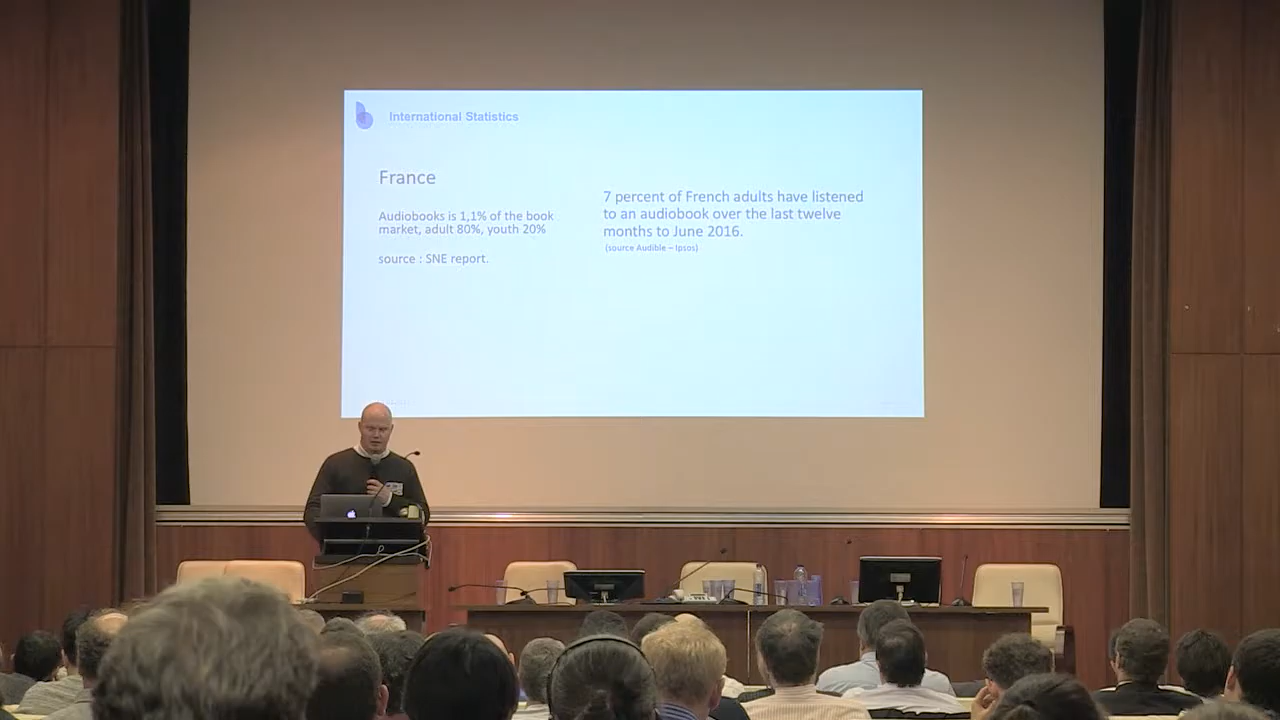 International Statistics
France
Audiobooks is 1,1% of the book
market, adult 80%, youth 20%
source : SNE report.
7 percent of French adults have listened
to an audiobook over the last twelve
months to June 2016.
(source Audible – Ipsos)